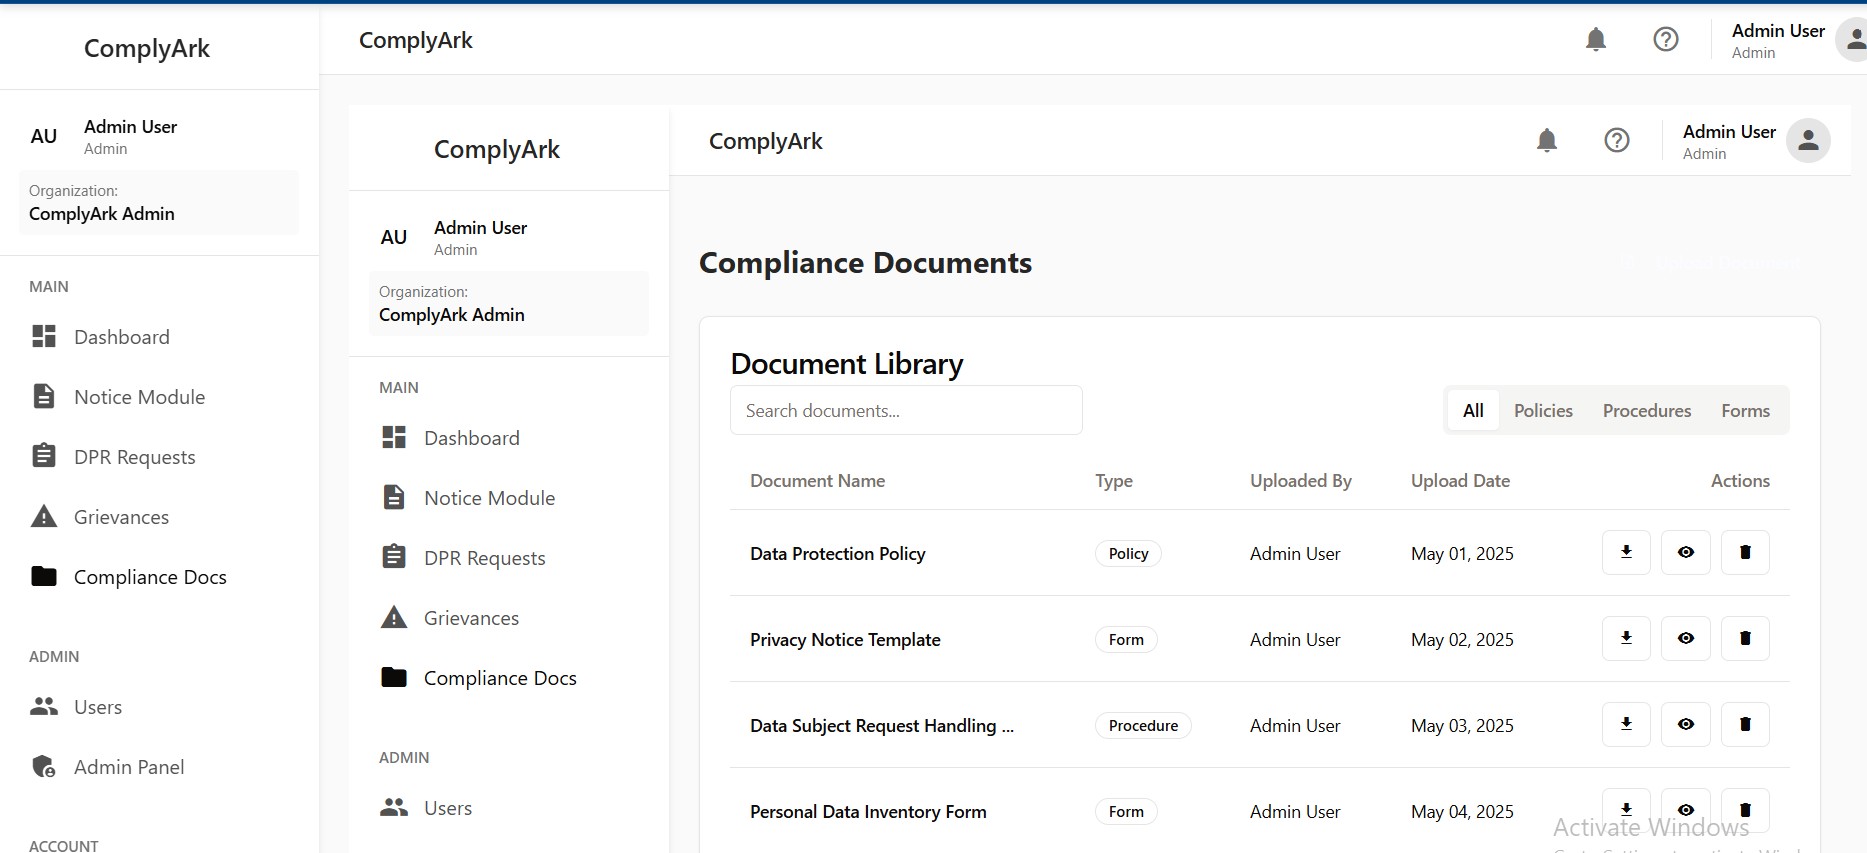 ComplyArk
AU
Admin User
Admin
Organization:
ComplyArk Admin
MAIN
Dashboard
Notice Module
DPR Requests
Grievances
Compliance Docs
ADMIN
Users
Admin Panel
ACCOUNT
ComplyArk
Admin User
Admin
ComplyArk
AU
Admin User
Admin
Organization:
ComplyArk Admin
MAIN
Dashboard
Notice Module
DPR Requests
Grievances
Compliance Docs
ADMIN
Users
ComplyArk
Admin User
Admin
Compliance Documents
Document Library
Search documents...
All Policies Procedures Forms
Document Name Type Uploaded By Upload Date Actions
Data Protection Policy Policy Admin User May 01, 2025
Privacy Notice Template Form Admin User May 02, 2025
Data Subject Request Handling ... Procedure Admin User May 03, 2025
Personal Data Inventory Form Form Admin User May 04, 2025
Activate Windows